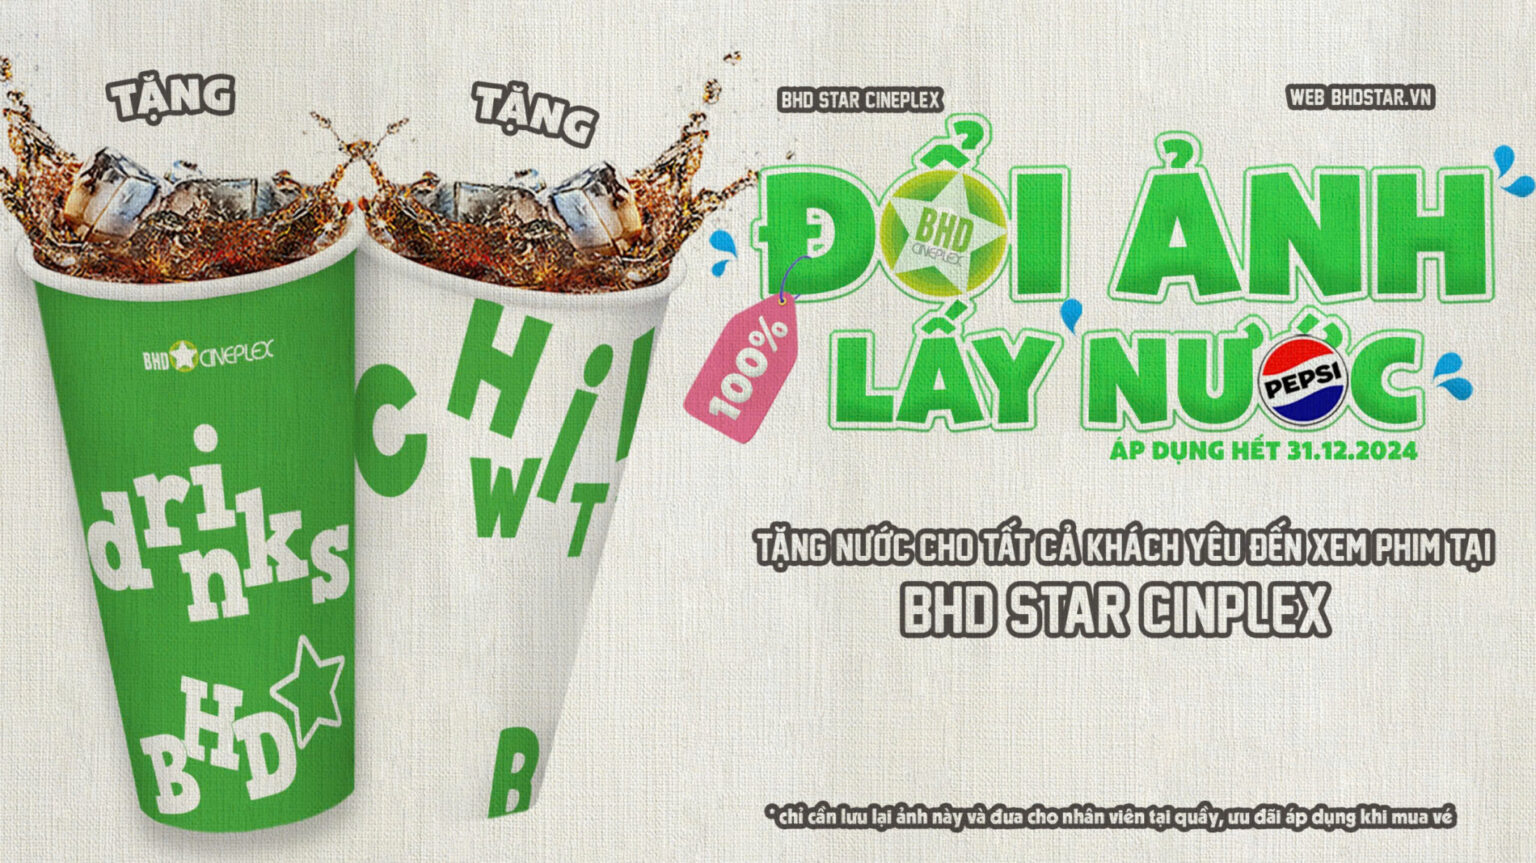 TẶNG
TẶNG
BHD STAR CINEPLEX
WEB BHDSTAR.VN
ĐỔI ẢNH
BHD
CINEPLEX
100%
LẤY NƯỚC
PEPSI
ÁP DỤNG HẾT 31.12.2024
BHD CINEPLEX
drinks
BHD
CHi
WiT
B
TẶNG NƯỚC CHO TẤT CẢ KHÁCH YÊU ĐẾN XEM PHIM TẠI
BHD STAR CINPLEX
*chỉ cần lưu lại ảnh này và đưa cho nhân viên tại quầy, ưu đãi áp dụng khi mua vé